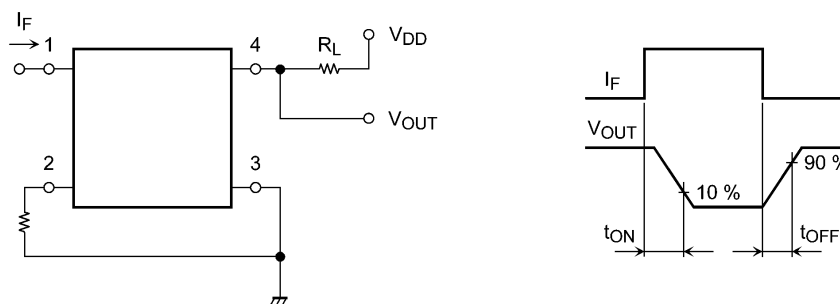 I_F
1
4
R_L
V_DD
V_OUT
2
3
I_F
V_OUT
10 %
90 %
t_ON
t_OFF